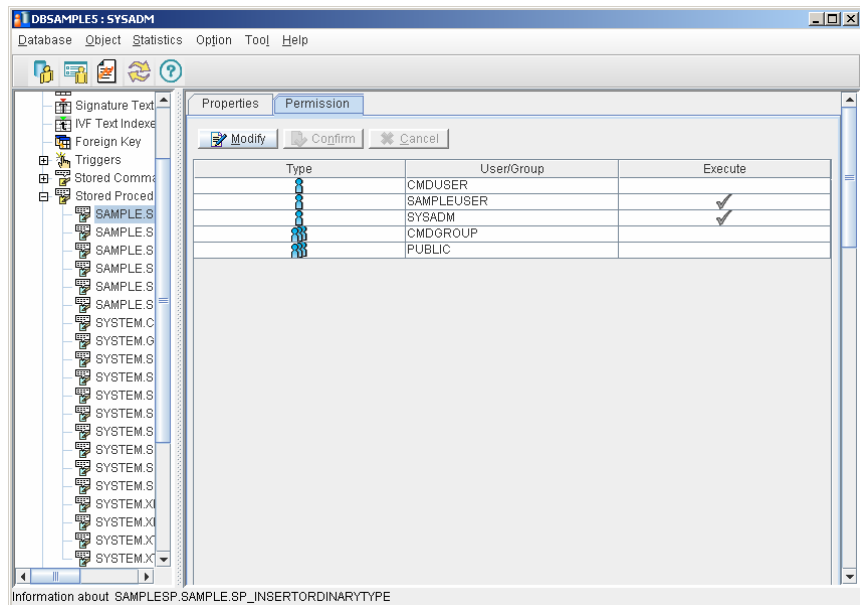 DBSAMPLE5 : SYSADM
Database Object Statistics Option Tool Help
Signature Text
IVF Text Indexe
Foreign Key
Triggers
Stored Comma
Stored Proced
SAMPLE.S
SAMPLE.S
SAMPLE.S
SAMPLE.S
SAMPLE.S
SAMPLE.S
SYSTEM.C
SYSTEM.G
SYSTEM.S
SYSTEM.S
SYSTEM.S
SYSTEM.S
SYSTEM.S
SYSTEM.S
SYSTEM.S
SYSTEM.S
SYSTEM.XI
SYSTEM.XI
SYSTEM.X
SYSTEM.X
Properties Permission
Modify Confirm Cancel
Type User/Group Execute
CMDUSER
SAMPLEUSER
SYSADM
CMDGROUP
PUBLIC
Information about SAMPLESP.SAMPLE.SP_INSERTORDINARYTYPE